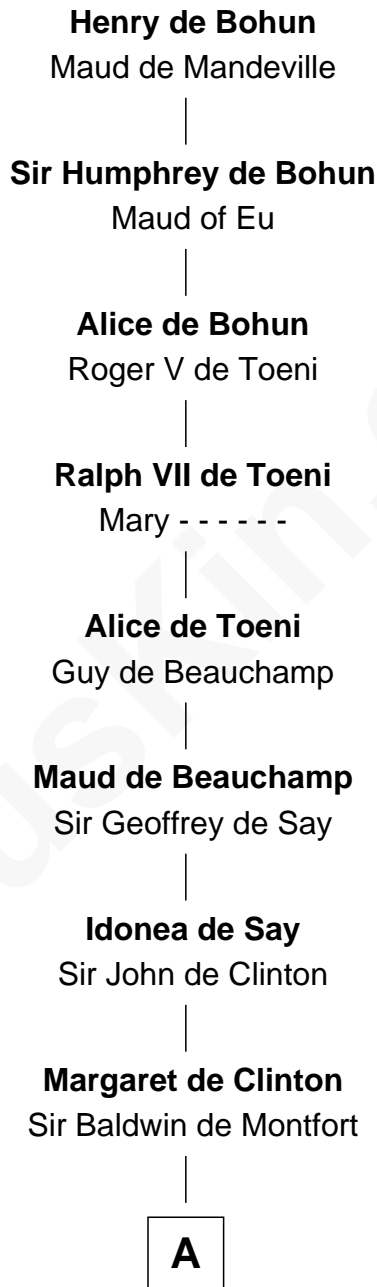 Henry de Bohun
Maud de Mandeville
Sir Humphrey de Bohun
Maud of Eu
Alice de Bohun
Roger V de Toeni
Ralph VII de Toeni
Mary - - - - - -
Alice de Toeni
Guy de Beauchamp
Maud de Beauchamp
Sir Geoffrey de Say
Idonea de Say
Sir John de Clinton
Margaret de Clinton
Sir Baldwin de Montfort
A